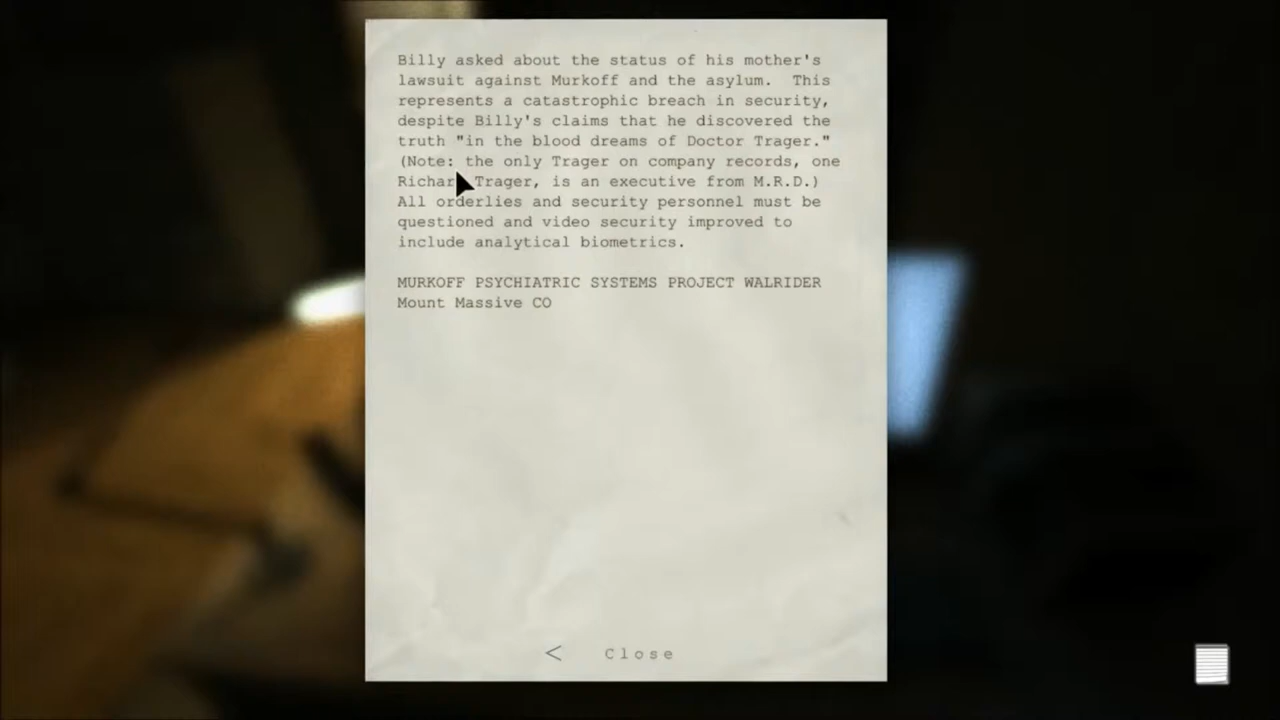 Billy asked about the status of his mother's
lawsuit against Murkoff and the asylum.  This
represents a catastrophic breach in security,
despite Billy's claims that he discovered the
truth "in the blood dreams of Doctor Trager."
(Note: the only Trager on company records, one
Richard Trager, is an executive from M.R.D.)
All orderlies and security personnel must be
questioned and video security improved to
include analytical biometrics.
MURKOFF PSYCHIATRIC SYSTEMS PROJECT WALRIDER
Mount Massive CO
< Close